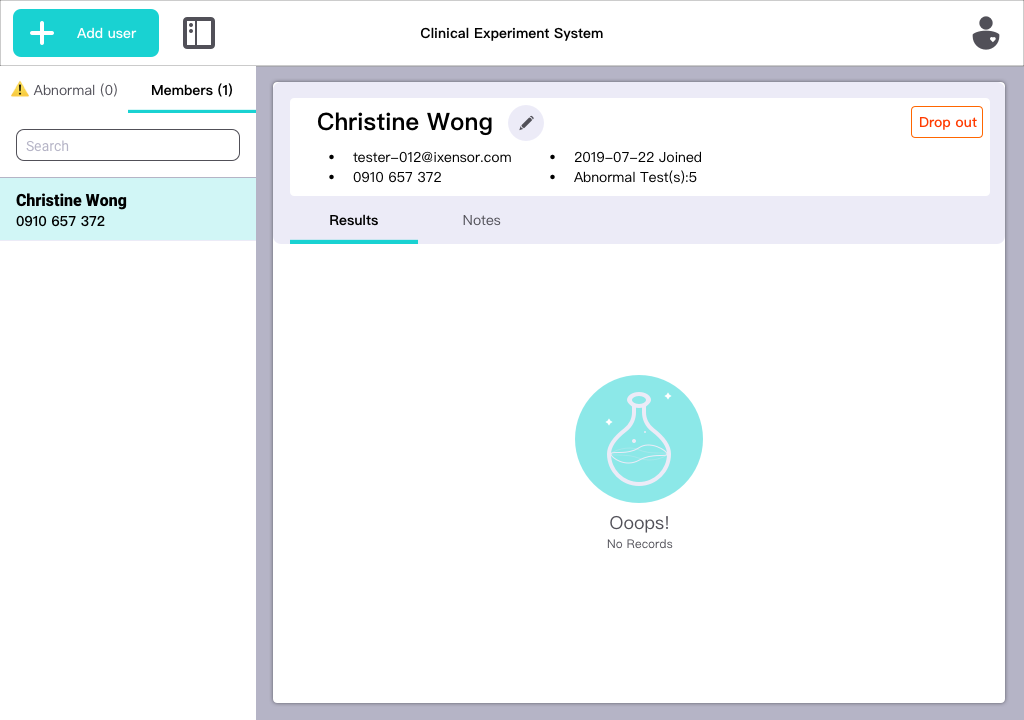 Add user
Clinical Experiment System
Abnormal (0)
Members (1)
Search
Christine Wong
0910 657 372
Christine Wong
Drop out
• tester-012@ixensor.com
• 2019-07-22 Joined
• 0910 657 372
• Abnormal Test(s):5
Results
Notes
Ooops!
No Records